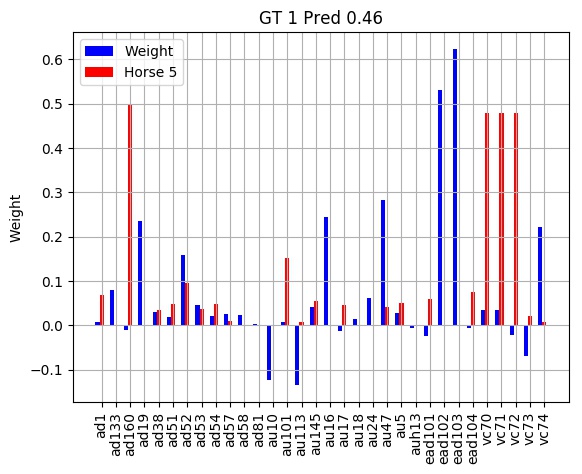 GT 1 Pred 0.46
Weight
Horse 5
Weight
0.6
0.5
0.4
0.3
0.2
0.1
0.0
−0.1
ad1
ad133
ad160
ad19
ad38
ad51
ad52
ad53
ad54
ad57
ad58
ad81
au10
au101
au113
au145
au16
au17
au18
au24
au47
au5
auh13
ead101
ead102
ead103
ead104
vc70
vc71
vc72
vc73
vc74